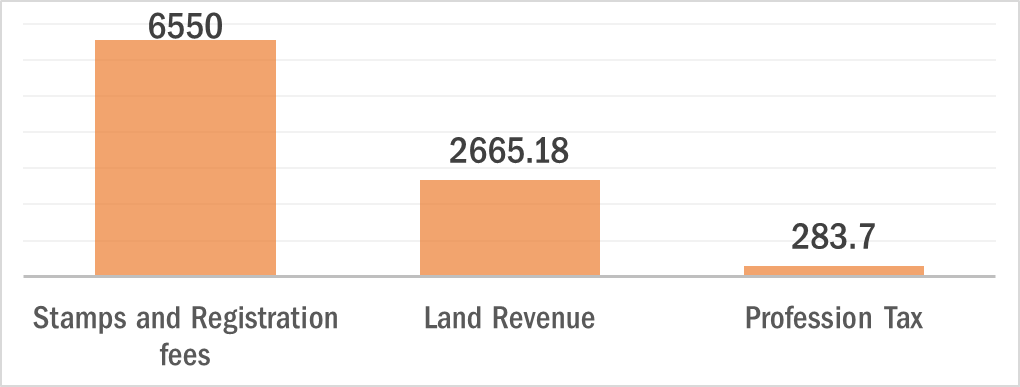 6550
2665.18
283.7
Stamps and Registration
fees
Land Revenue
Profession Tax